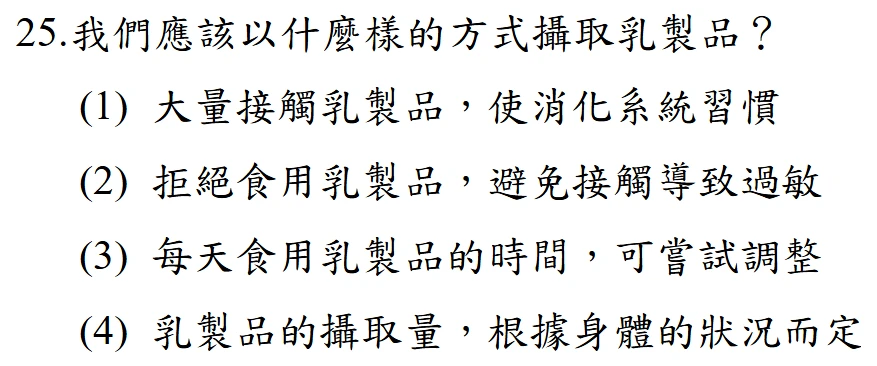 25.我們應該以什麼樣的方式攝取乳製品？
(1) 大量接觸乳製品，使消化系統習慣
(2) 拒絕食用乳製品，避免接觸導致過敏
(3) 每天食用乳製品的時間，可嘗試調整
(4) 乳製品的攝取量，根據身體的狀況而定